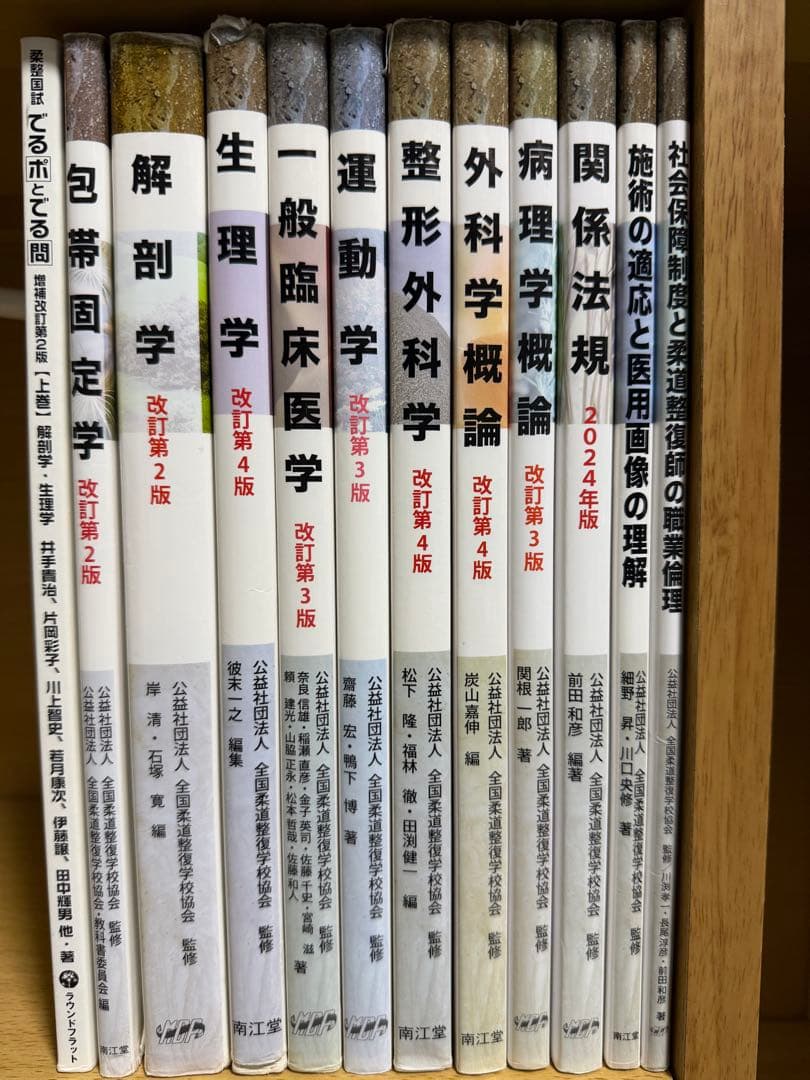 柔整国試 でるポとでる問 増補改訂第2版 [上巻] 解剖学・生理学 井手貴治、片岡彩子、川上智史、若月康次、伊藤譲、田中輝男 他・著
ラウンドフラット
包帯固定学 改訂第2版
公益社団法人 全国柔道整復学校協会 監修
公益社団法人 全国柔道整復学校協会・教科書委員会 編
南江堂
解剖学 改訂第2版
公益社団法人 全国柔道整復学校協会 監修
岸 清・石塚 寛 編
生理学 改訂第4版
公益社団法人 全国柔道整復学校協会 監修
彼末一之 編集
南江堂
一般臨床医学 改訂第3版
公益社団法人 全国柔道整復学校協会 監修
奈良 信雄・稲瀬 直彦・金子 英司・佐藤 千史・宮崎 滋
頼 建光・山脇 正永・松本 哲哉・佐藤 和人 著
運動学 改訂第3版
公益社団法人 全国柔道整復学校協会 監修
齋藤 宏・鴨下 博 著
整形外科学 改訂第4版
公益社団法人 全国柔道整復学校協会 監修
松下 隆・福林 徹・田渕健一 編
南江堂
外科学概論 改訂第4版
公益社団法人 全国柔道整復学校協会 監修
炭山嘉伸 編
南江堂
病理学概論 改訂第3版
公益社団法人 全国柔道整復学校協会 監修
関根 一郎 著
関係法規 2024年版
公益社団法人 全国柔道整復学校協会 監修
前田 和彦 編著
施術の適応と医用画像の理解
公益社団法人 全国柔道整復学校協会 監修
細野 昇・川口央修 著
南江堂
社会保障制度と柔道整復師の職業倫理
公益社団法人 全国柔道整復学校協会 監修 川渕孝一・長尾淳彦・前田和彦 著